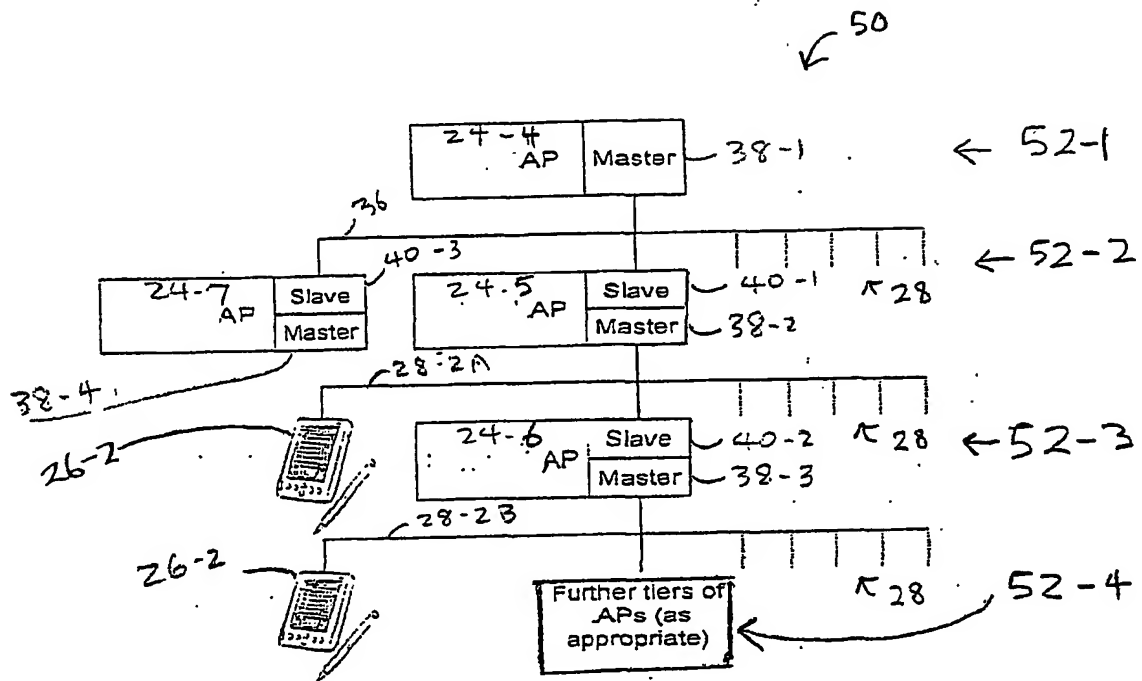 50
24-4
AP
Master
38-1
← 52-1
36
40-3
← 52-2
24-7
AP
Slave
Master
24-5
AP
Slave
Master
40-1
38-2
28
38-4
28-2A
26-2
24-6
AP
Slave
Master
40-2
38-3
28
← 52-3
28-2B
26-2
Further tiers of
APs (as
appropriate)
28
52-4